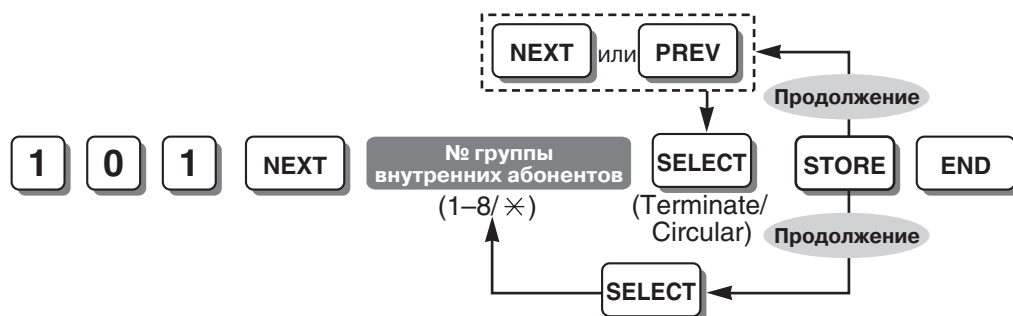 NEXT или PREV
Продолжение
1 0 1 NEXT № группы внутренних абонентов SELECT STORE END
(1–8/✳) (Terminate/
Circular)
Продолжение
SELECT